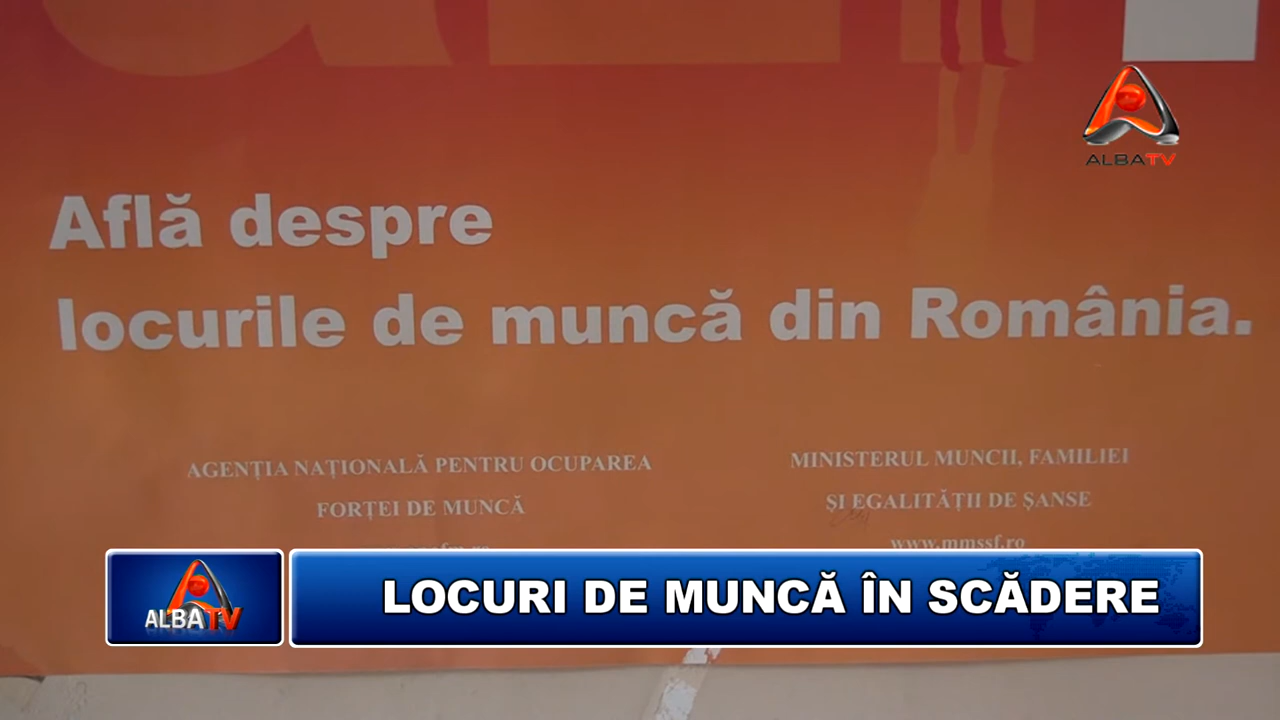 ALBATV
Află despre
locurile de muncă din România.
AGENȚIA NAȚIONALĂ PENTRU OCUPAREA
FORȚEI DE MUNCĂ
MINISTERUL MUNCII, FAMILIEI
ȘI EGALITĂȚII DE ȘANSE
www.mmssf.ro
ALBATV
LOCURI DE MUNCĂ ÎN SCĂDERE